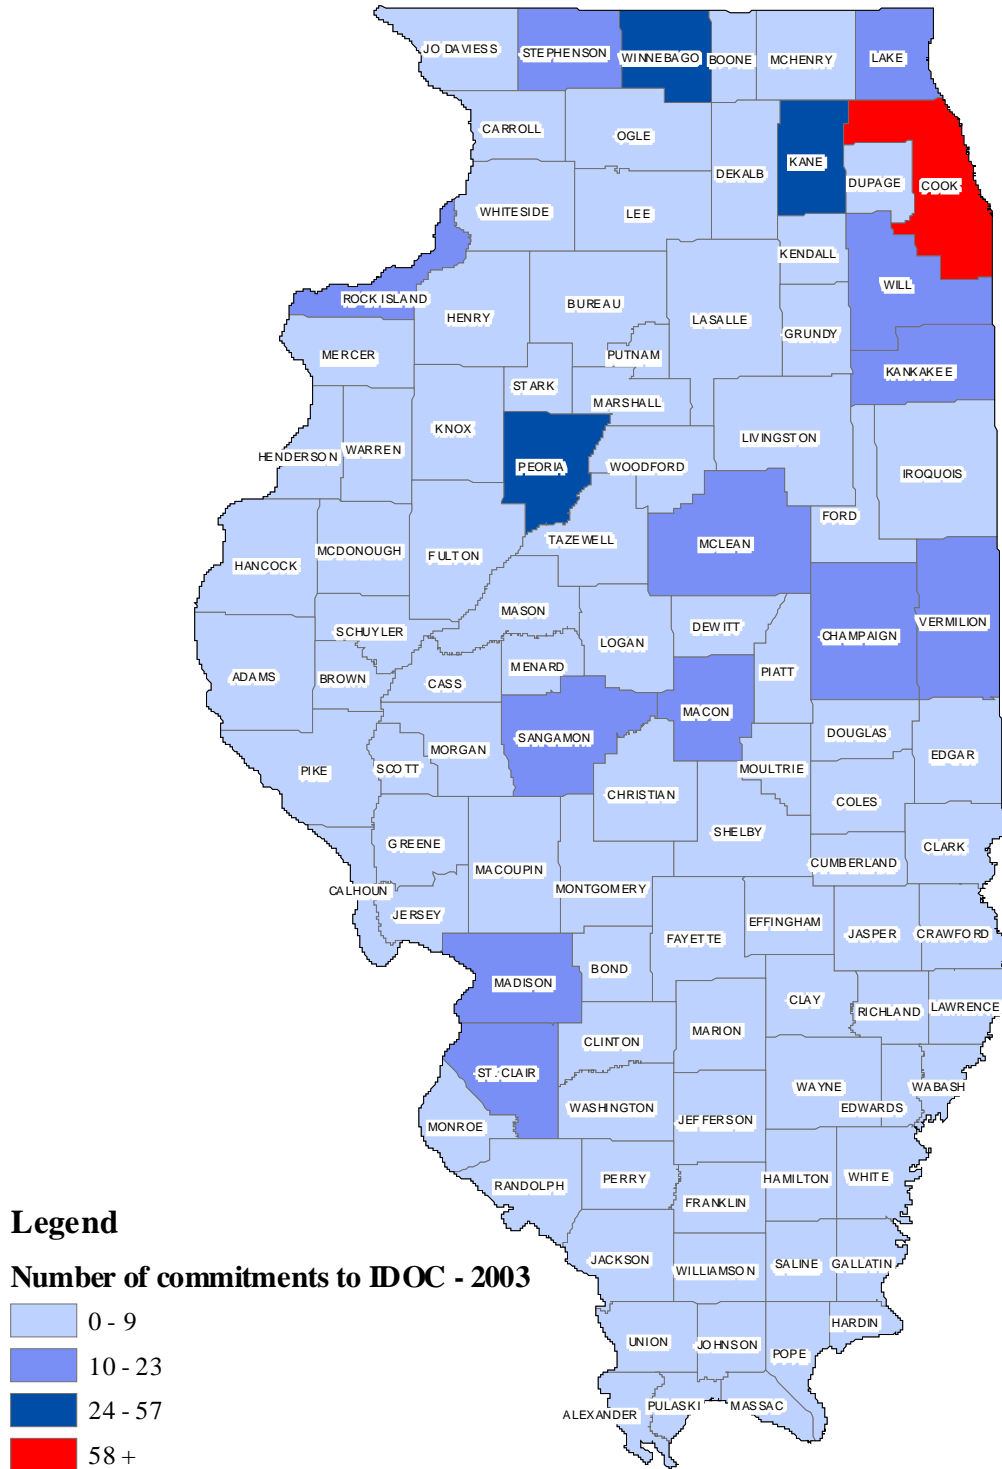 JO DAVIESS
STEPHENSON
WINNEBAGO
BOONE
MCHENRY
LAKE
CARROLL
OGLE
DEKALB
KANE
DUPAGE
COOK
WHITESIDE
LEE
KENDALL
ROCK ISLAND
HENRY
BUREAU
LASALLE
WILL
GRUNDY
MERCER
PUTNAM
KANKAKEE
STARK
MARSHALL
KNOX
LIVINGSTON
HENDERSON
WARREN
PEORIA
WOODFORD
IROQUOIS
FORD
HANCOCK
MCDONOUGH
FULTON
TAZEWELL
MCLEAN
MASON
SCHUYLER
LOGAN
DEWITT
CHAMPAIGN
VERMILION
ADAMS
BROWN
CASS
MENARD
PIATT
SANGAMON
MACON
DOUGLAS
PIKE
SCOTT
MORGAN
MOULTRIE
EDGAR
CHRISTIAN
COLES
SHELBY
GREENE
MACOUPIN
CUMBERLAND
CLARK
CALHOUN
MONTGOMERY
JERSEY
FAYETTE
EFFINGHAM
JASPER
CRAWFORD
MADISON
BOND
CLAY
RICHLAND
LAWRENCE
MARION
CLINTON
ST. CLAIR
WAYNE
WABASH
WASHINGTON
EDWARDS
JEFFERSON
MONROE
RANDOLPH
PERRY
HAMILTON
WHITE
FRANKLIN
JACKSON
WILLIAMSON
SALINE
GALLATIN
HARDIN
UNION
JOHNSON
POPE
ALEXANDER
PULASKI
MASSAC
Legend
Number of commitments to IDOC - 2003
0 - 9
10 - 23
24 - 57
58 +